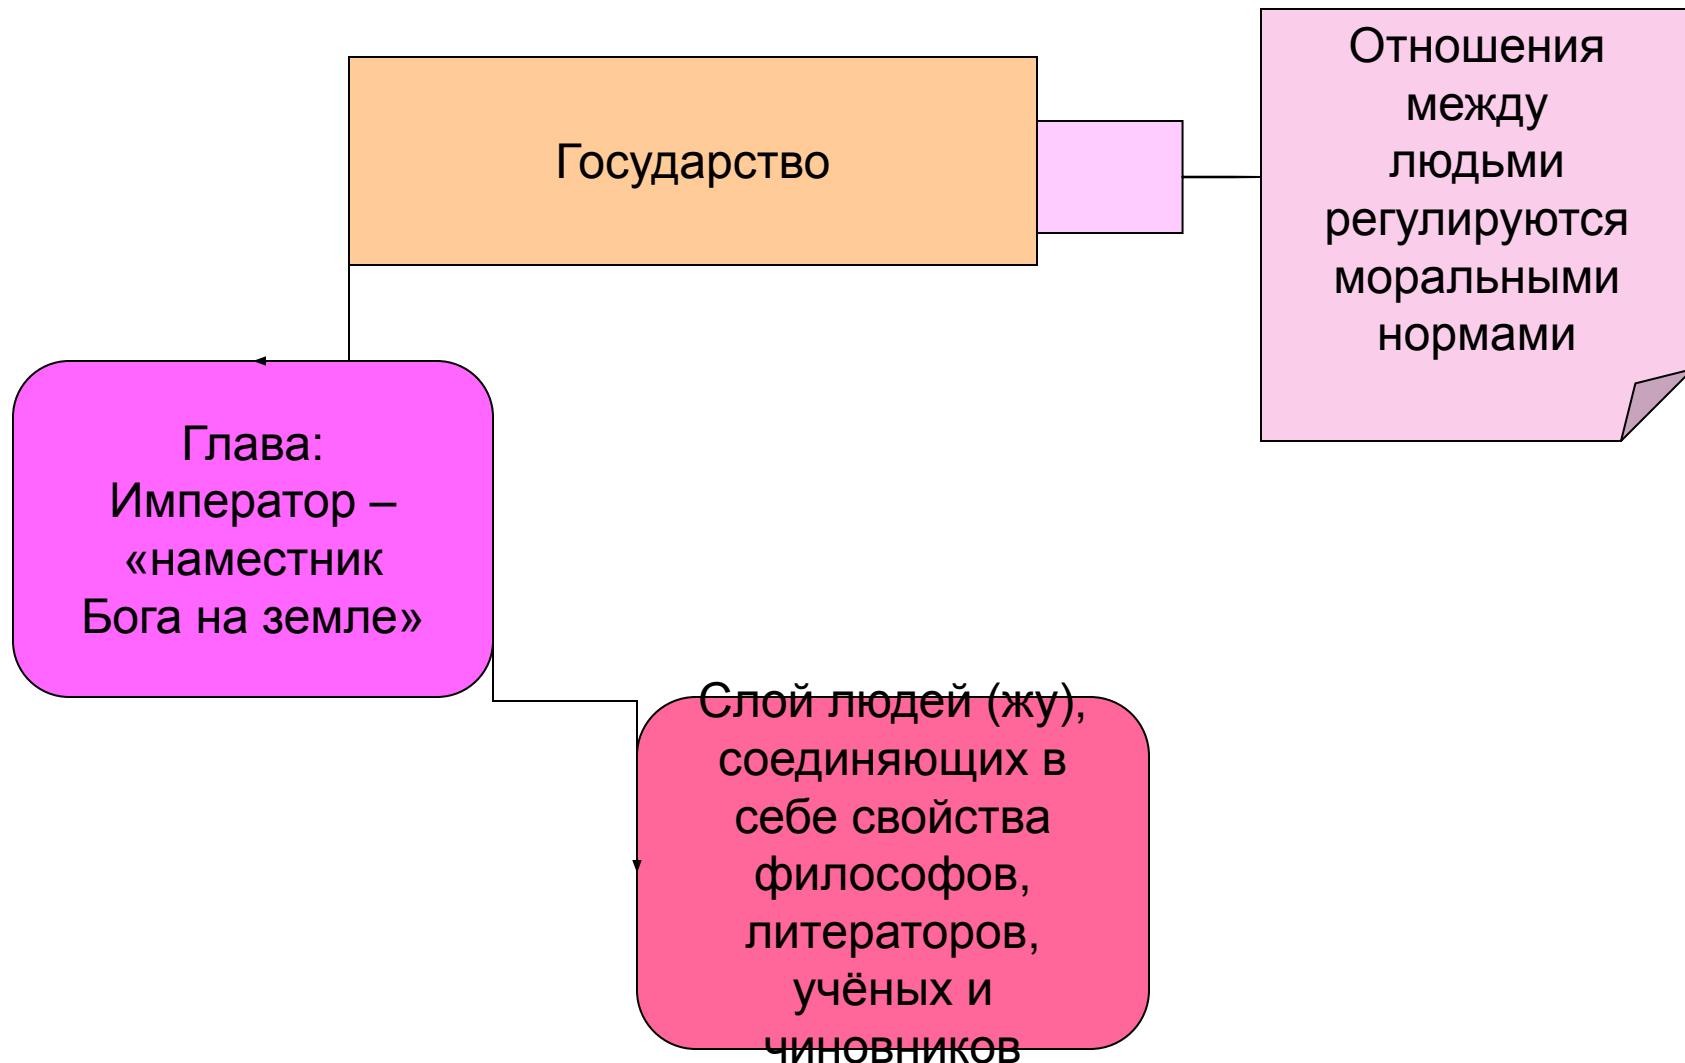 Государство
Отношения
между
людьми
регулируются
моральными
нормами
Глава:
Император –
«наместник
Бога на земле»
Слой людей (жу),
соединяющих в
себе свойства
философов,
литераторов,
учёных и
чиновников